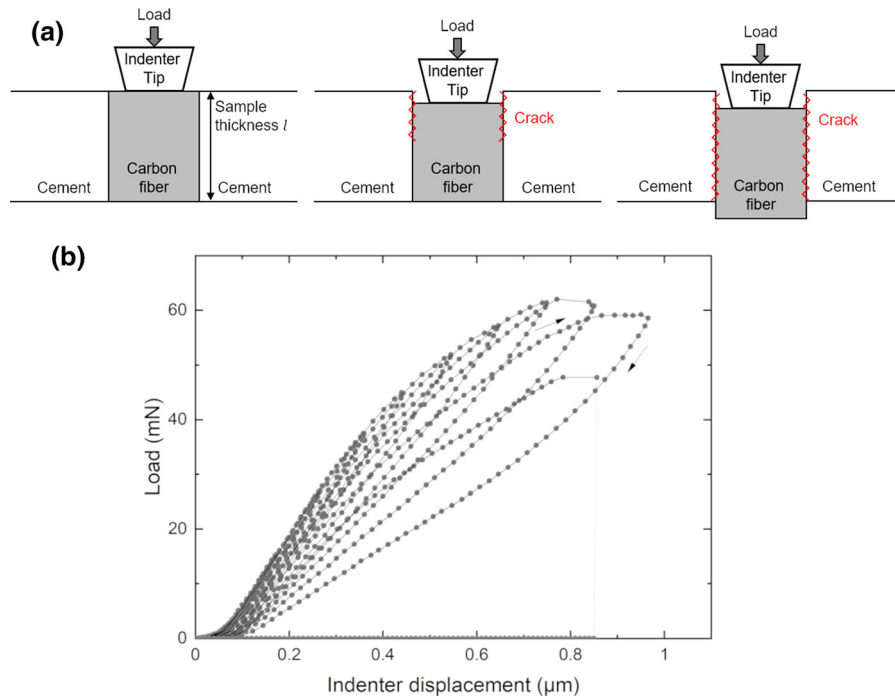 (a)
Load
Indenter
Tip
Sample
thickness l
Cement
Carbon
fiber
Cement
Load
Indenter
Tip
Crack
Cement
Carbon
fiber
Cement
Load
Indenter
Tip
Crack
Cement
Carbon
fiber
Cement
(b)
60
40
20
0
Load (mN)
0
0.2
0.4
0.6
0.8
1
Indenter displacement (μm)